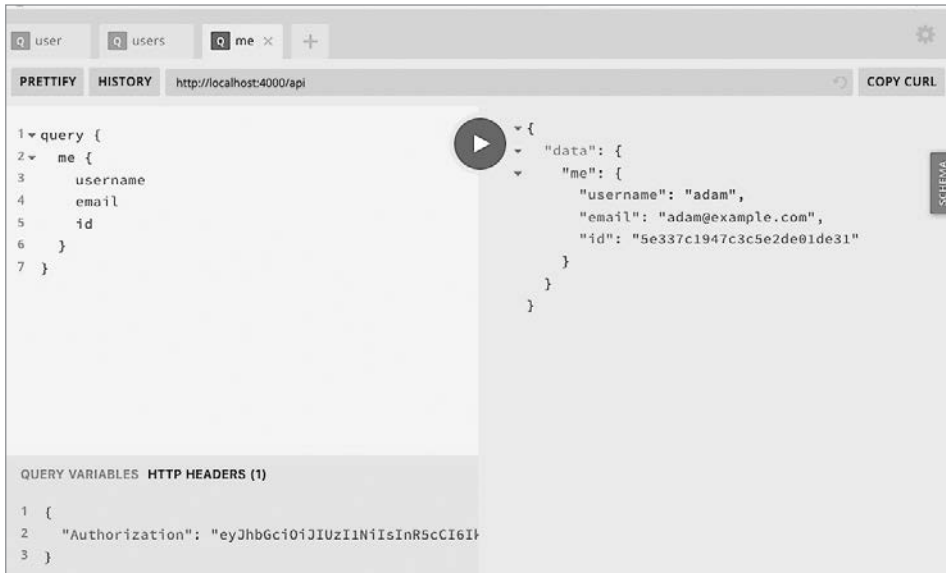 Q user Q users Q me × +
PRETTIFY HISTORY http://localhost:4000/api COPY CURL
1 query {
2 me {
3 username
4 email
5 id
6 }
7 }
{
"data": {
"me": {
"username": "adam",
"email": "adam@example.com",
"id": "5e337c1947c3c5e2de01de31"
}
}
}
SCHEMA
QUERY VARIABLES HTTP HEADERS (1)
1 {
2 "Authorization": "eyJhbGciOiJIUzI1NiIsInR5cCI6Ik
3 }